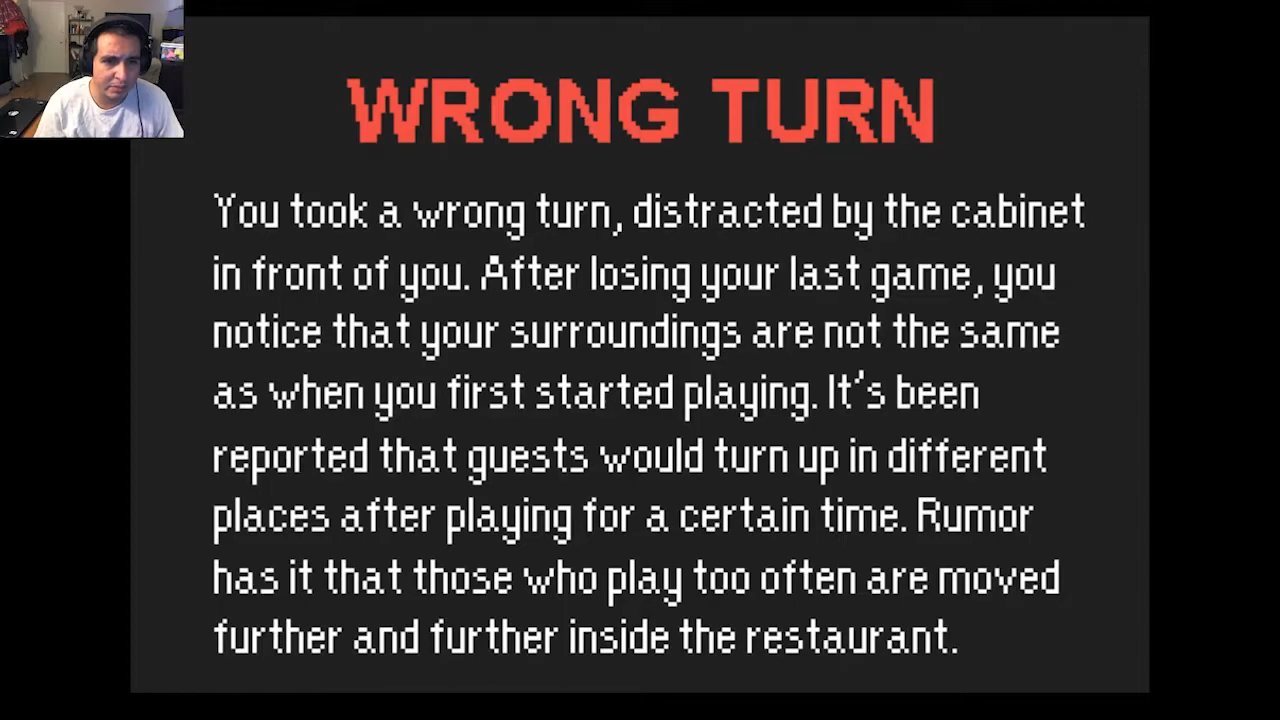 WRONG TURN
You took a wrong turn, distracted by the cabinet
in front of you. After losing your last game, you
notice that your surroundings are not the same
as when you first started playing. It's been
reported that guests would turn up in different
places after playing for a certain time. Rumor
has it that those who play too often are moved
further and further inside the restaurant.